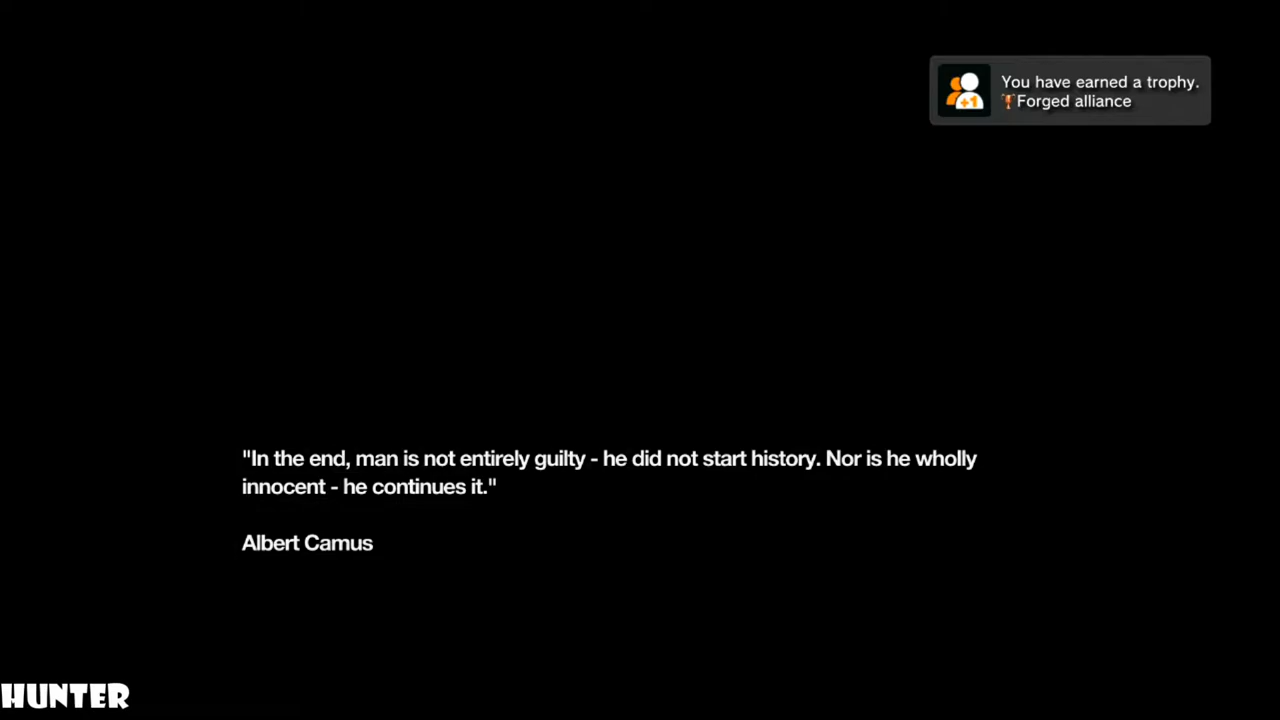 You have earned a trophy.
Forged alliance
+1
"In the end, man is not entirely guilty - he did not start history. Nor is he wholly
innocent - he continues it."
Albert Camus
HUNTER